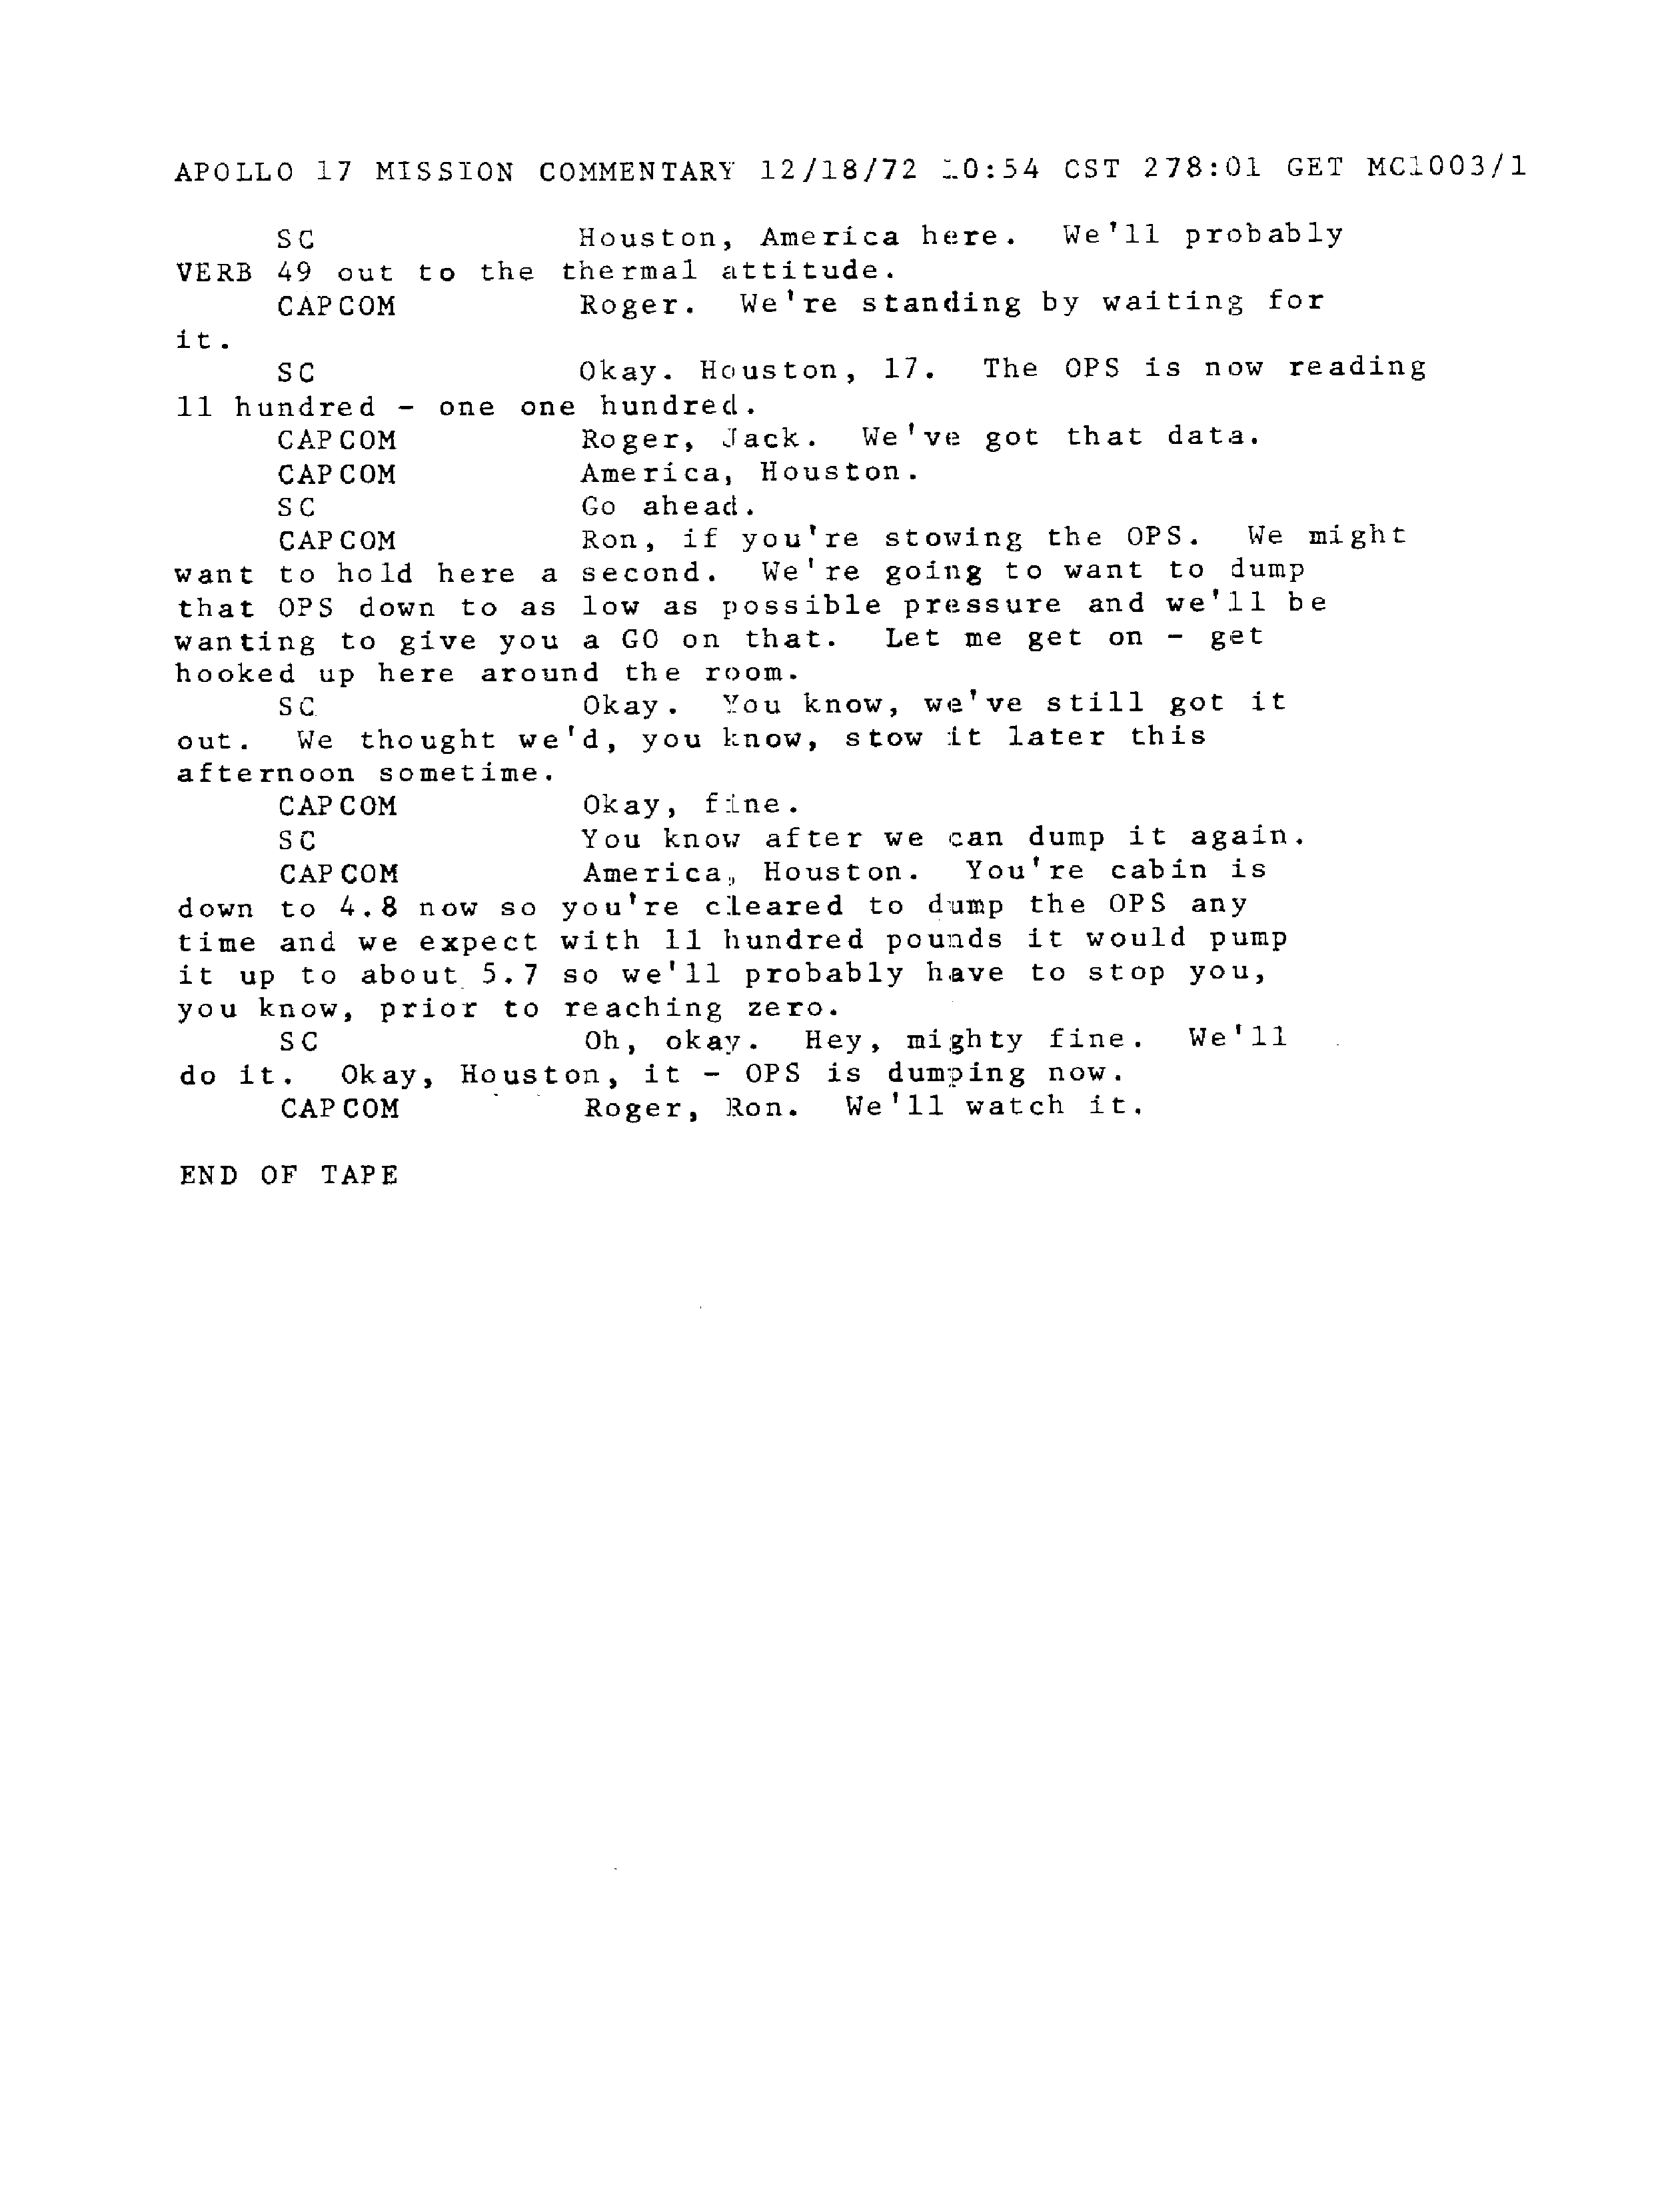 APOLLO 17 MISSION COMMENTARY 12/18/72 10:54 CST 278:01 GET MC1003/1
SC Houston, America here. We'll probably
VERB 49 out to the thermal attitude.
CAPCOM Roger. We're standing by waiting for
it.
SC Okay. Houston, 17. The OPS is now reading
11 hundred - one one hundred.
CAPCOM Roger, Jack. We've got that data.
CAPCOM America, Houston.
SC Go ahead.
CAPCOM Ron, if you're stowing the OPS. We might
want to hold here a second. We're going to want to dump
that OPS down to as low as possible pressure and we'll be
wanting to give you a GO on that. Let me get on - get
hooked up here around the room.
SC Okay. You know, we've still got it
out. We thought we'd, you know, stow it later this
afternoon sometime.
CAPCOM Okay, fine.
SC You know after we can dump it again.
CAPCOM America, Houston. You're cabin is
down to 4.8 now so you're cleared to dump the OPS any
time and we expect with 11 hundred pounds it would pump
it up to about 5.7 so we'll probably have to stop you,
you know, prior to reaching zero.
SC Oh, okay. Hey, mighty fine. We'll
do it. Okay, Houston, it - OPS is dumping now.
CAPCOM Roger, Ron. We'll watch it.
END OF TAPE